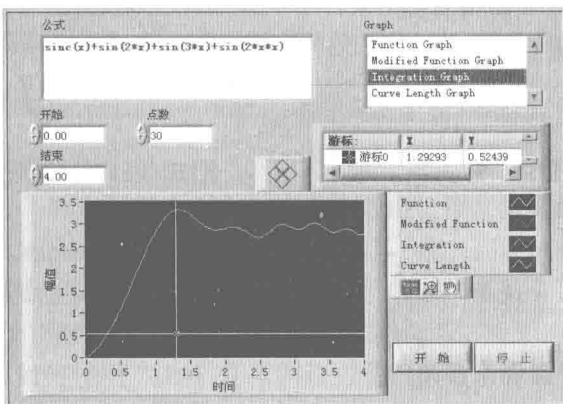 公式
sinc(x)+sin(2*x)+sin(3*x)+sin(2*x*x)
Graph
Function Graph
Modified Function Graph
Integration Graph
Curve Length Graph
开始
0.00
点数
30
结束
4.00
游标: X Y
游标0 1.29293 0.52439
幅值
3.5
3
2.5
2
1.5
1
0.5
0
0 0.5 1 1.5 2 2.5 3 3.5 4
时间
Function
Modified Function
Integration
Curve Length
开始
停止